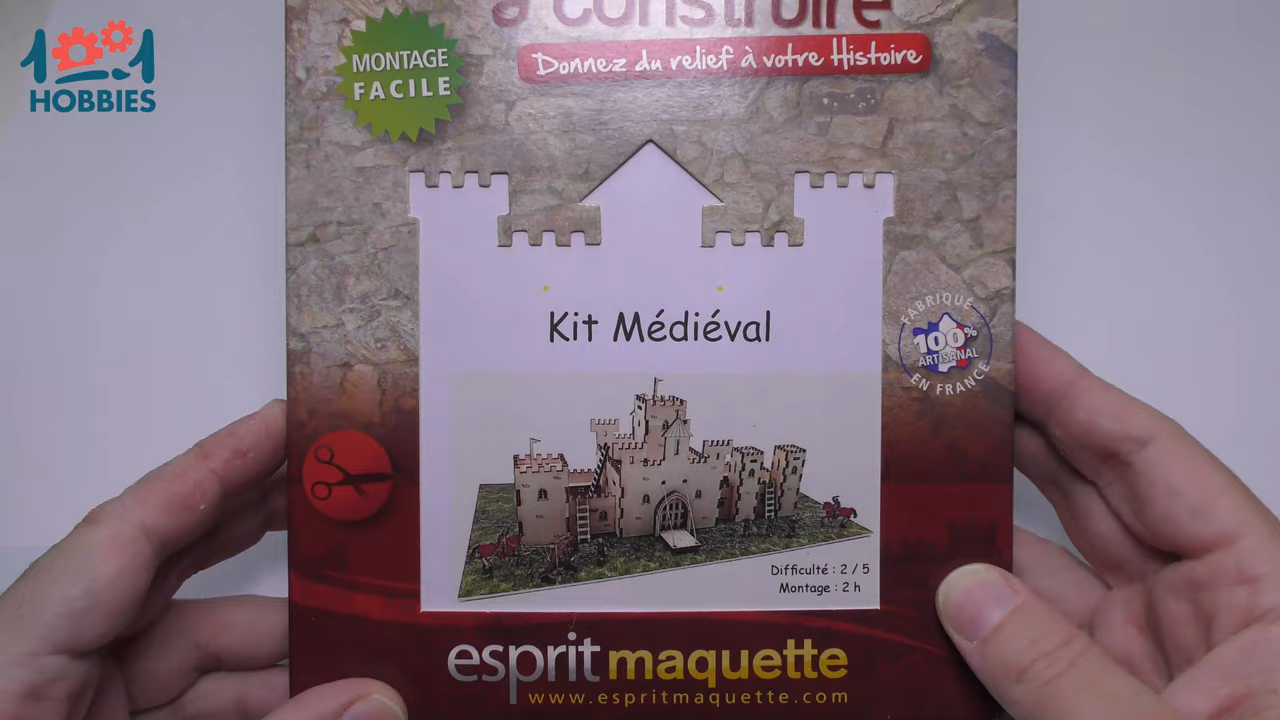 1001
HOBBIES
à construire
Donnez du relief à votre Histoire
MONTAGE
FACILE
Kit Médiéval
FABRIQUÉ
100%
ARTISANAL
EN FRANCE
Difficulté : 2 / 5
Montage : 2 h
esprit maquette
www.espritmaquette.com